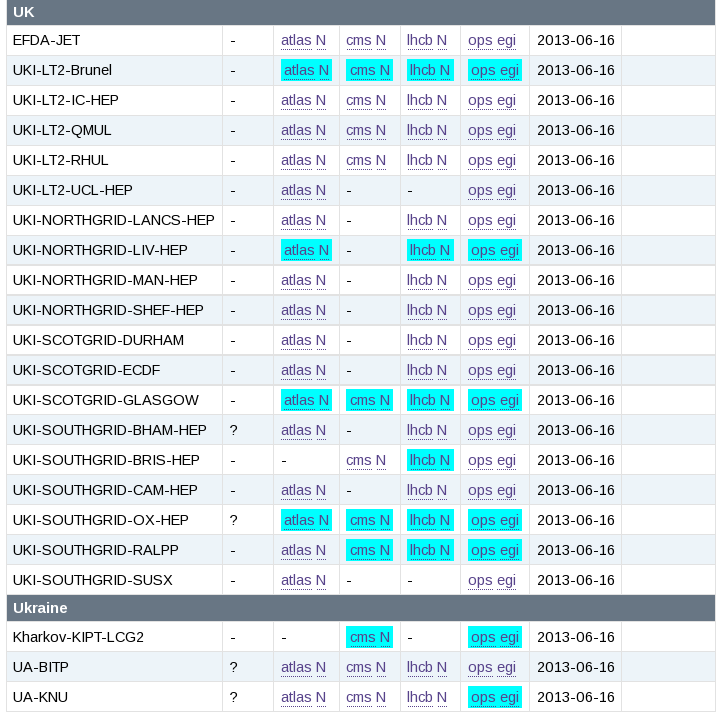 UK
EFDA-JET - atlas N cms N lhcb N ops egi 2013-06-16
UKI-LT2-Brunel - atlas N cms N lhcb N ops egi 2013-06-16
UKI-LT2-IC-HEP - atlas N cms N lhcb N ops egi 2013-06-16
UKI-LT2-QMUL - atlas N cms N lhcb N ops egi 2013-06-16
UKI-LT2-RHUL - atlas N cms N lhcb N ops egi 2013-06-16
UKI-LT2-UCL-HEP - atlas N - - ops egi 2013-06-16
UKI-NORTHGRID-LANCS-HEP - atlas N - lhcb N ops egi 2013-06-16
UKI-NORTHGRID-LIV-HEP - atlas N - lhcb N ops egi 2013-06-16
UKI-NORTHGRID-MAN-HEP - atlas N - lhcb N ops egi 2013-06-16
UKI-NORTHGRID-SHEF-HEP - atlas N - lhcb N ops egi 2013-06-16
UKI-SCOTGRID-DURHAM - atlas N - lhcb N ops egi 2013-06-16
UKI-SCOTGRID-ECDF - atlas N - lhcb N ops egi 2013-06-16
UKI-SCOTGRID-GLASGOW - atlas N cms N lhcb N ops egi 2013-06-16
UKI-SOUTHGRID-BHAM-HEP ? atlas N - lhcb N ops egi 2013-06-16
UKI-SOUTHGRID-BRIS-HEP - - cms N lhcb N ops egi 2013-06-16
UKI-SOUTHGRID-CAM-HEP - atlas N - lhcb N ops egi 2013-06-16
UKI-SOUTHGRID-OX-HEP ? atlas N cms N lhcb N ops egi 2013-06-16
UKI-SOUTHGRID-RALPP - atlas N cms N lhcb N ops egi 2013-06-16
UKI-SOUTHGRID-SUSX - atlas N - - ops egi 2013-06-16
Ukraine
Kharkov-KIPT-LCG2 - - cms N - ops egi 2013-06-16
UA-BITP ? atlas N cms N lhcb N ops egi 2013-06-16
UA-KNU ? atlas N cms N lhcb N ops egi 2013-06-16